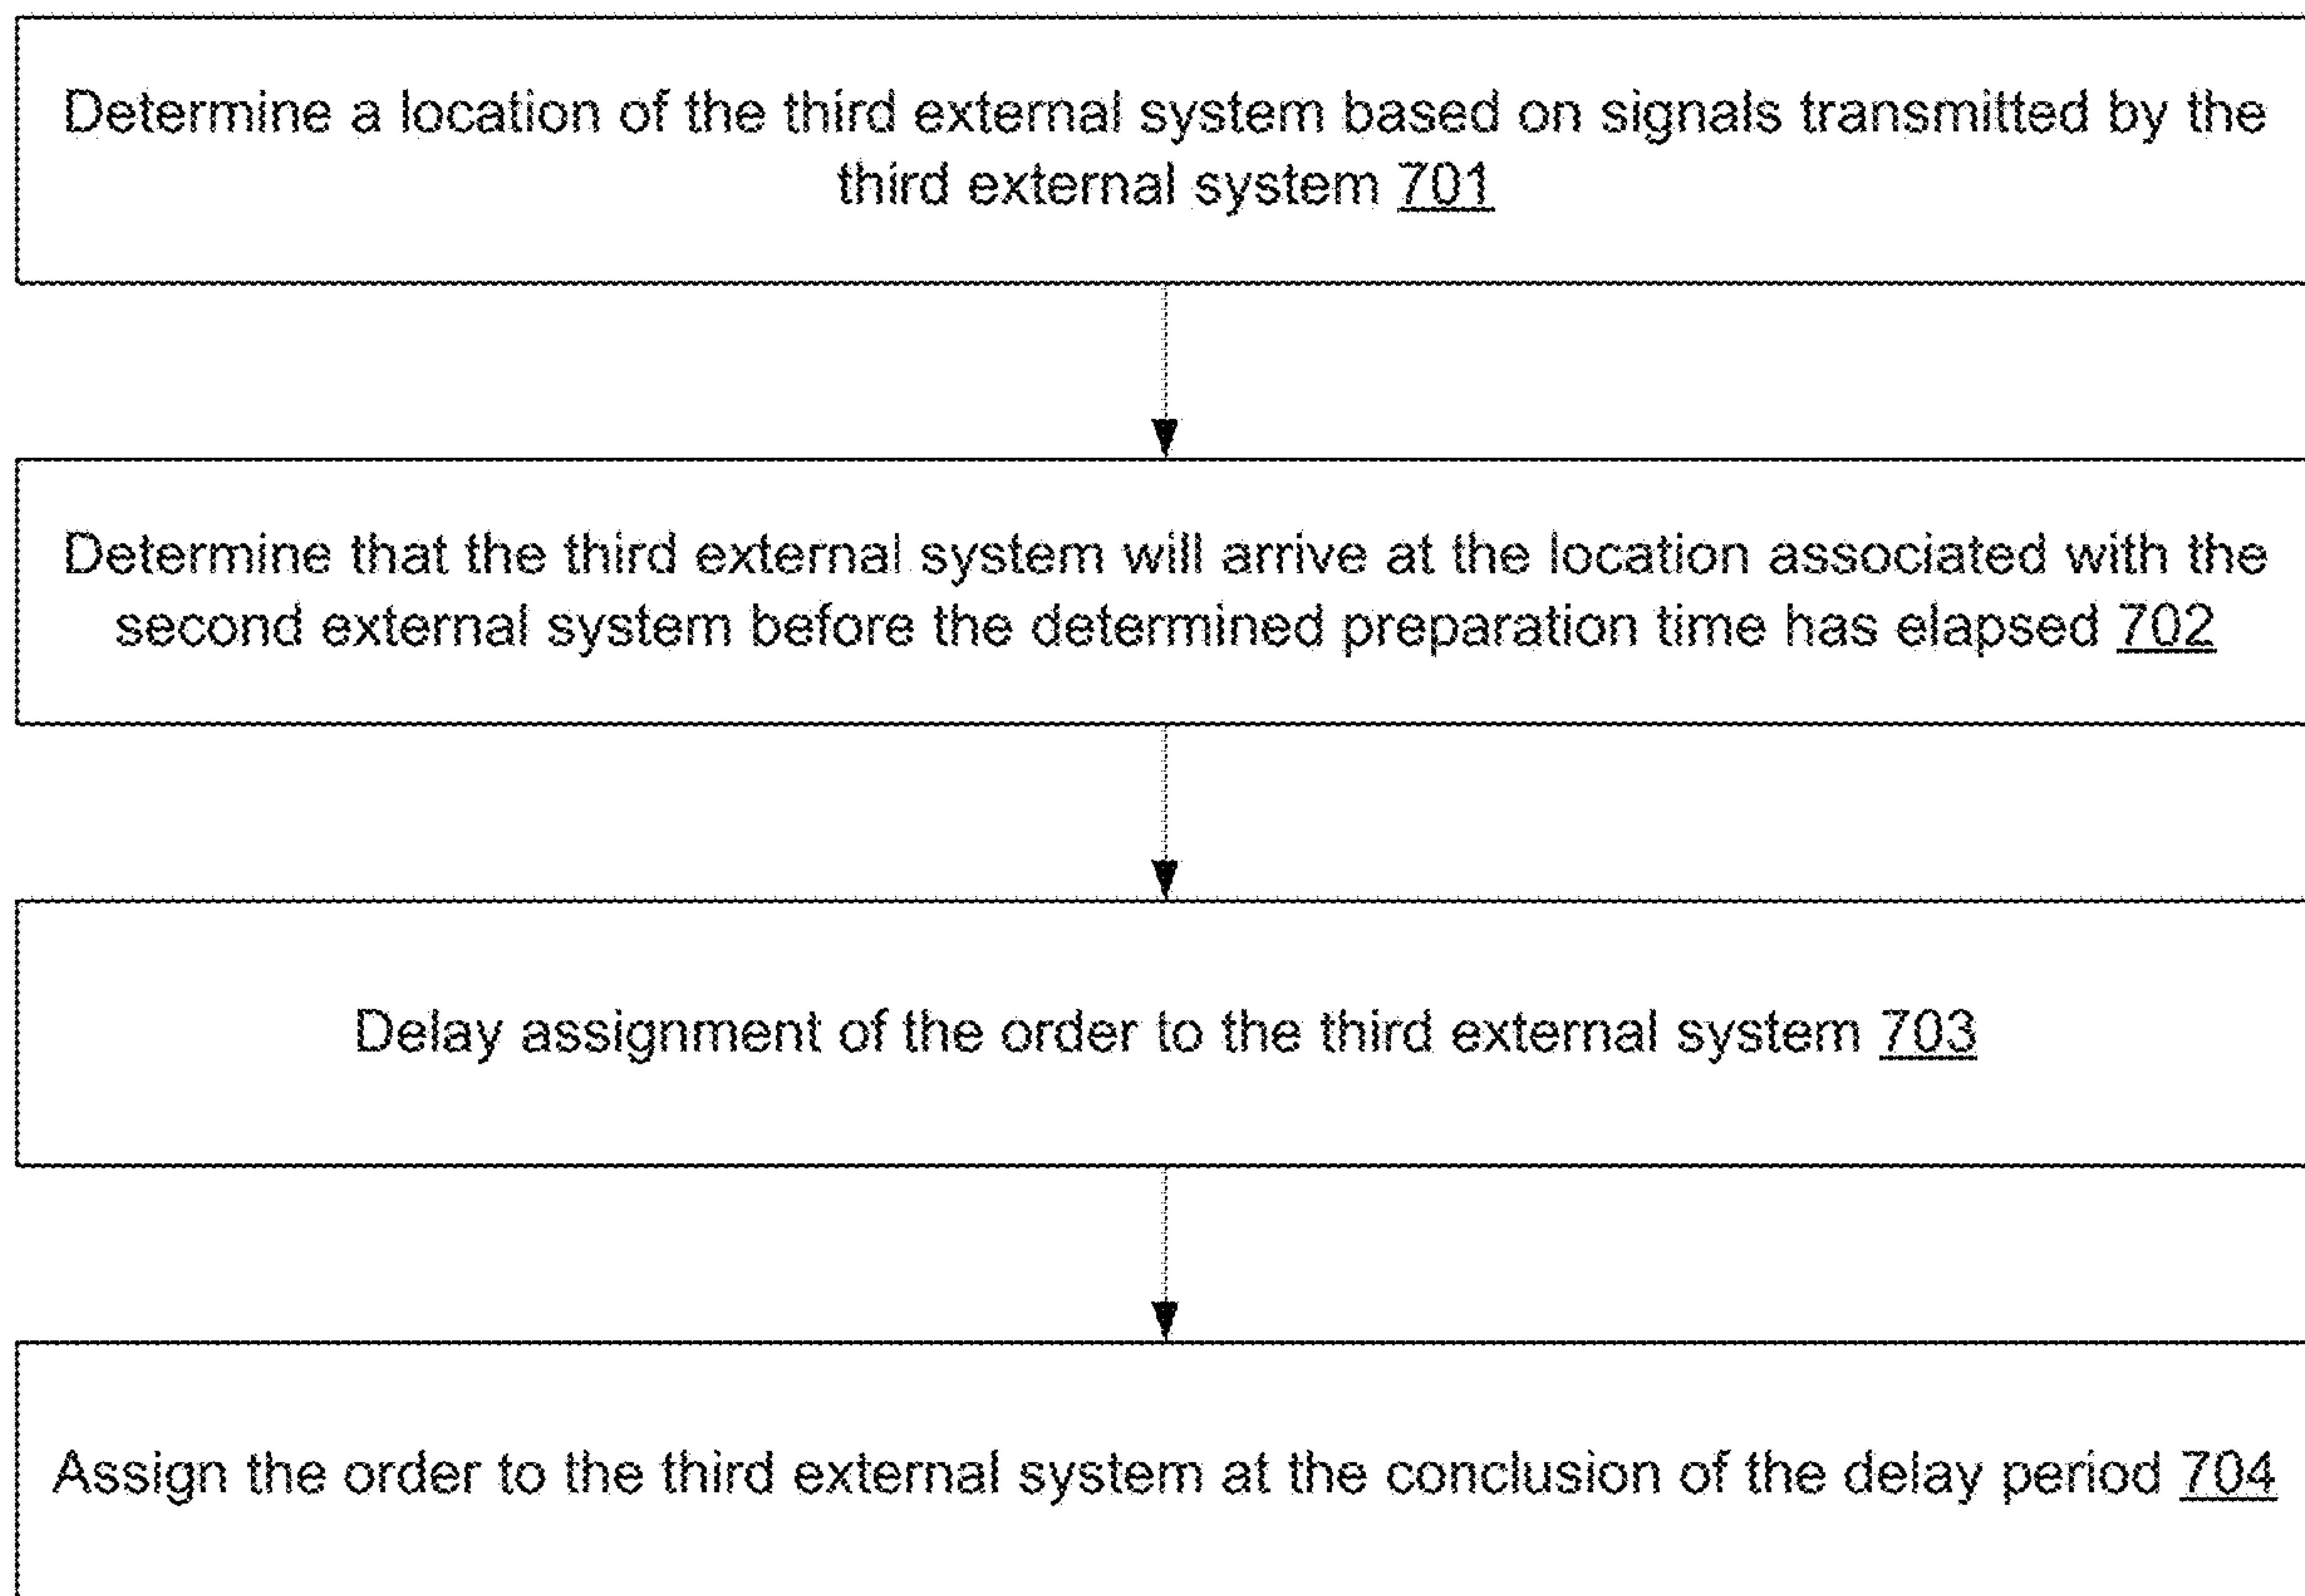 Determine a location of the third external system based on signals transmitted by the
third external system 701
Determine that the third external system will arrive at the location associated with the
second external system before the determined preparation time has elapsed 702
Delay assignment of the order to the third external system 703
Assign the order to the third external system at the conclusion of the delay period 704